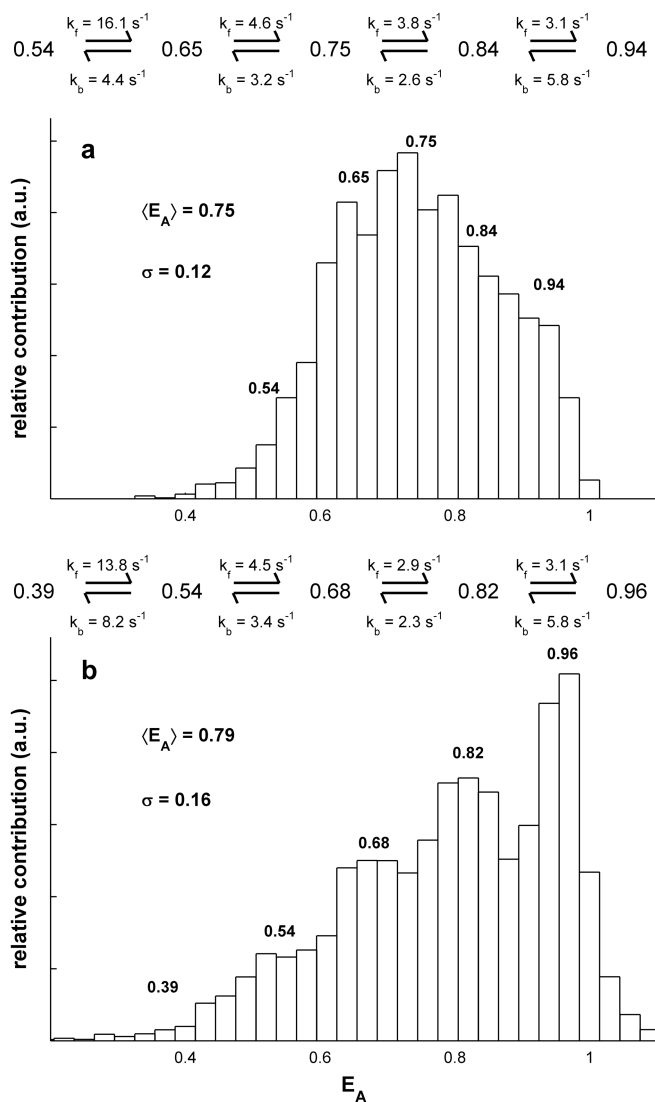 k_f = 16.1 s⁻¹ k_f = 4.6 s⁻¹ k_f = 3.8 s⁻¹ k_f = 3.1 s⁻¹
0.54 0.65 0.75 0.84 0.94
k_b = 4.4 s⁻¹ k_b = 3.2 s⁻¹ k_b = 2.6 s⁻¹ k_b = 5.8 s⁻¹
a
0.75
0.65
⟨E_A⟩ = 0.75
0.84
σ = 0.12
0.94
0.54
relative contribution (a.u.)
0.4 0.6 0.8 1
k_f = 13.8 s⁻¹ k_f = 4.5 s⁻¹ k_f = 2.9 s⁻¹ k_f = 3.1 s⁻¹
0.39 0.54 0.68 0.82 0.96
k_b = 8.2 s⁻¹ k_b = 3.4 s⁻¹ k_b = 2.3 s⁻¹ k_b = 5.8 s⁻¹
0.96
b
⟨E_A⟩ = 0.79
0.82
σ = 0.16
0.68
0.54
0.39
relative contribution (a.u.)
0.4 0.6 0.8 1
E_A